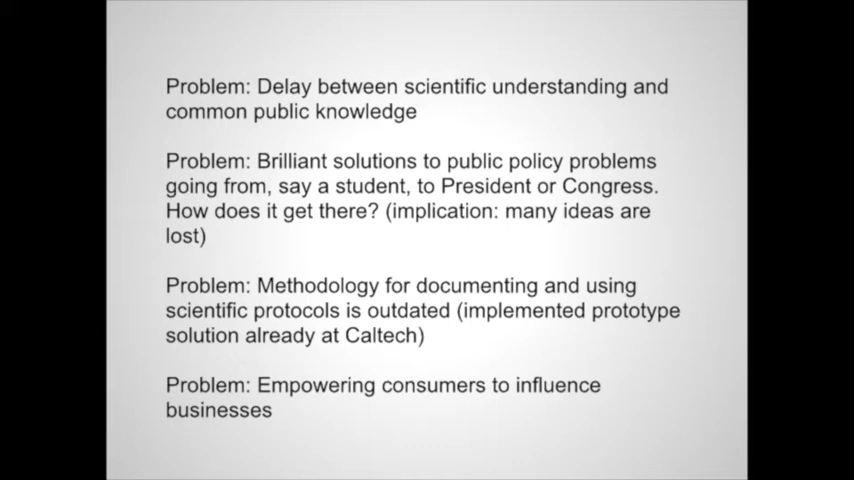 Problem: Delay between scientific understanding and
common public knowledge
Problem: Brilliant solutions to public policy problems
going from, say a student, to President or Congress.
How does it get there? (implication: many ideas are
lost)
Problem: Methodology for documenting and using
scientific protocols is outdated (implemented prototype
solution already at Caltech)
Problem: Empowering consumers to influence
businesses